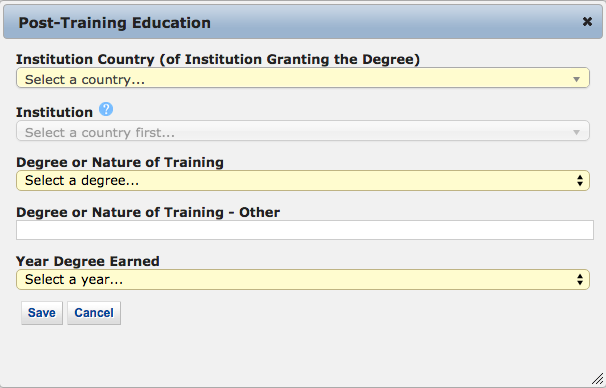 Post-Training Education
Institution Country (of Institution Granting the Degree)
Select a country...
Institution ?
Select a country first...
Degree or Nature of Training
Select a degree...
Degree or Nature of Training - Other
Year Degree Earned
Select a year...
Save Cancel